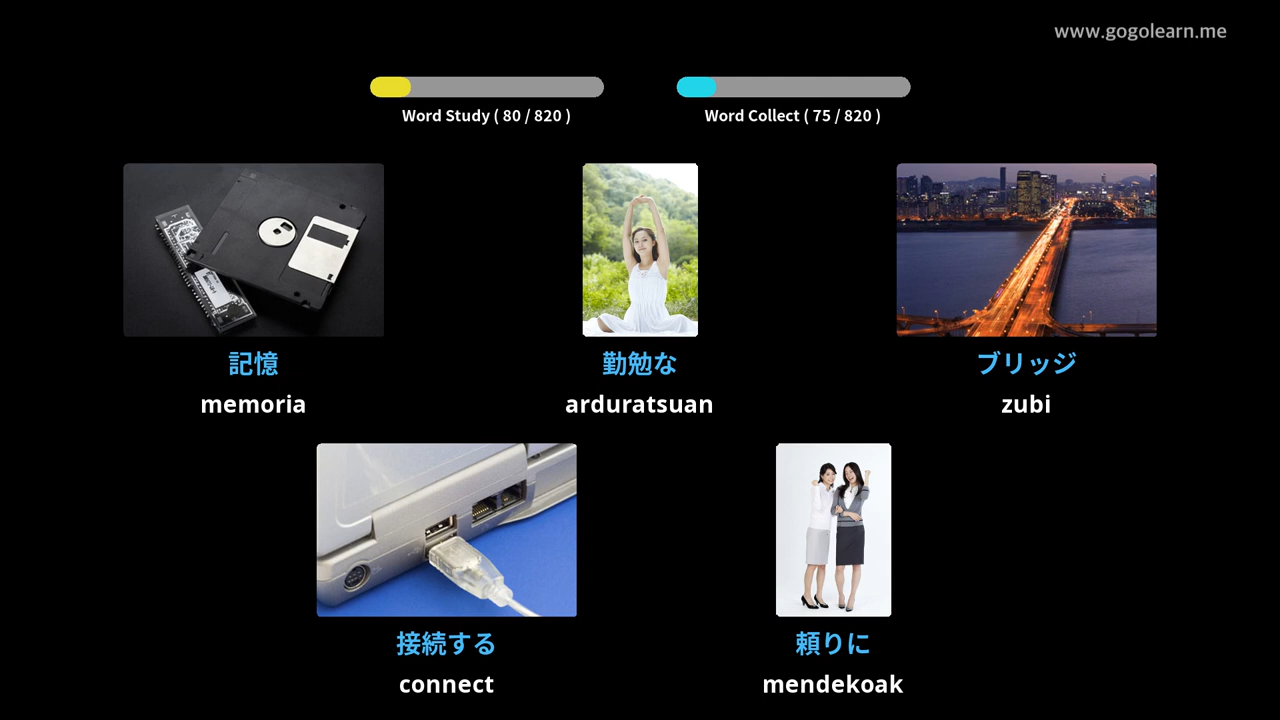 www.gogolearn.me
Word Study ( 80 / 820 )
Word Collect ( 75 / 820 )
記憶
memoria
勤勉な
arduratsuan
ブリッジ
zubi
接続する
connect
頼りに
mendekoak